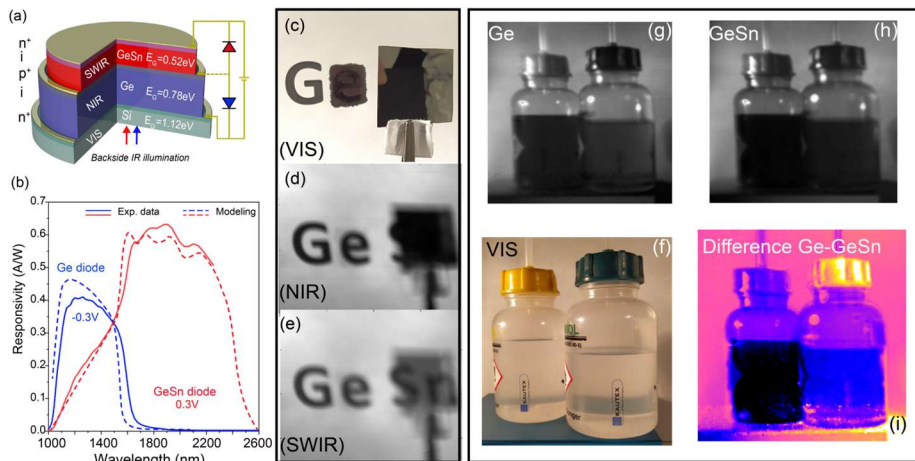 (a)
n⁺
i
p⁺
i
n⁺
SWIR
NIR
VIS
GeSn E_G=0.52eV
Ge E_G=0.78eV
Si E_G=1.12eV
Backside IR illumination
(b)
0.7
0.6
0.5
0.4
0.3
0.2
0.1
0.0
Responsivity (A/W)
Exp. data
Modeling
Ge diode
-0.3V
GeSn diode
0.3V
1000 1400 1800 2200 2600
Wavelength (nm)
(c)
Ge
(VIS)
(d)
Ge
(NIR)
(e)
Ge Sn
(SWIR)
Ge
(g)
GeSn
(h)
VIS
(f)
KAUTEX
KAUTEX
Difference Ge-GeSn
(i)